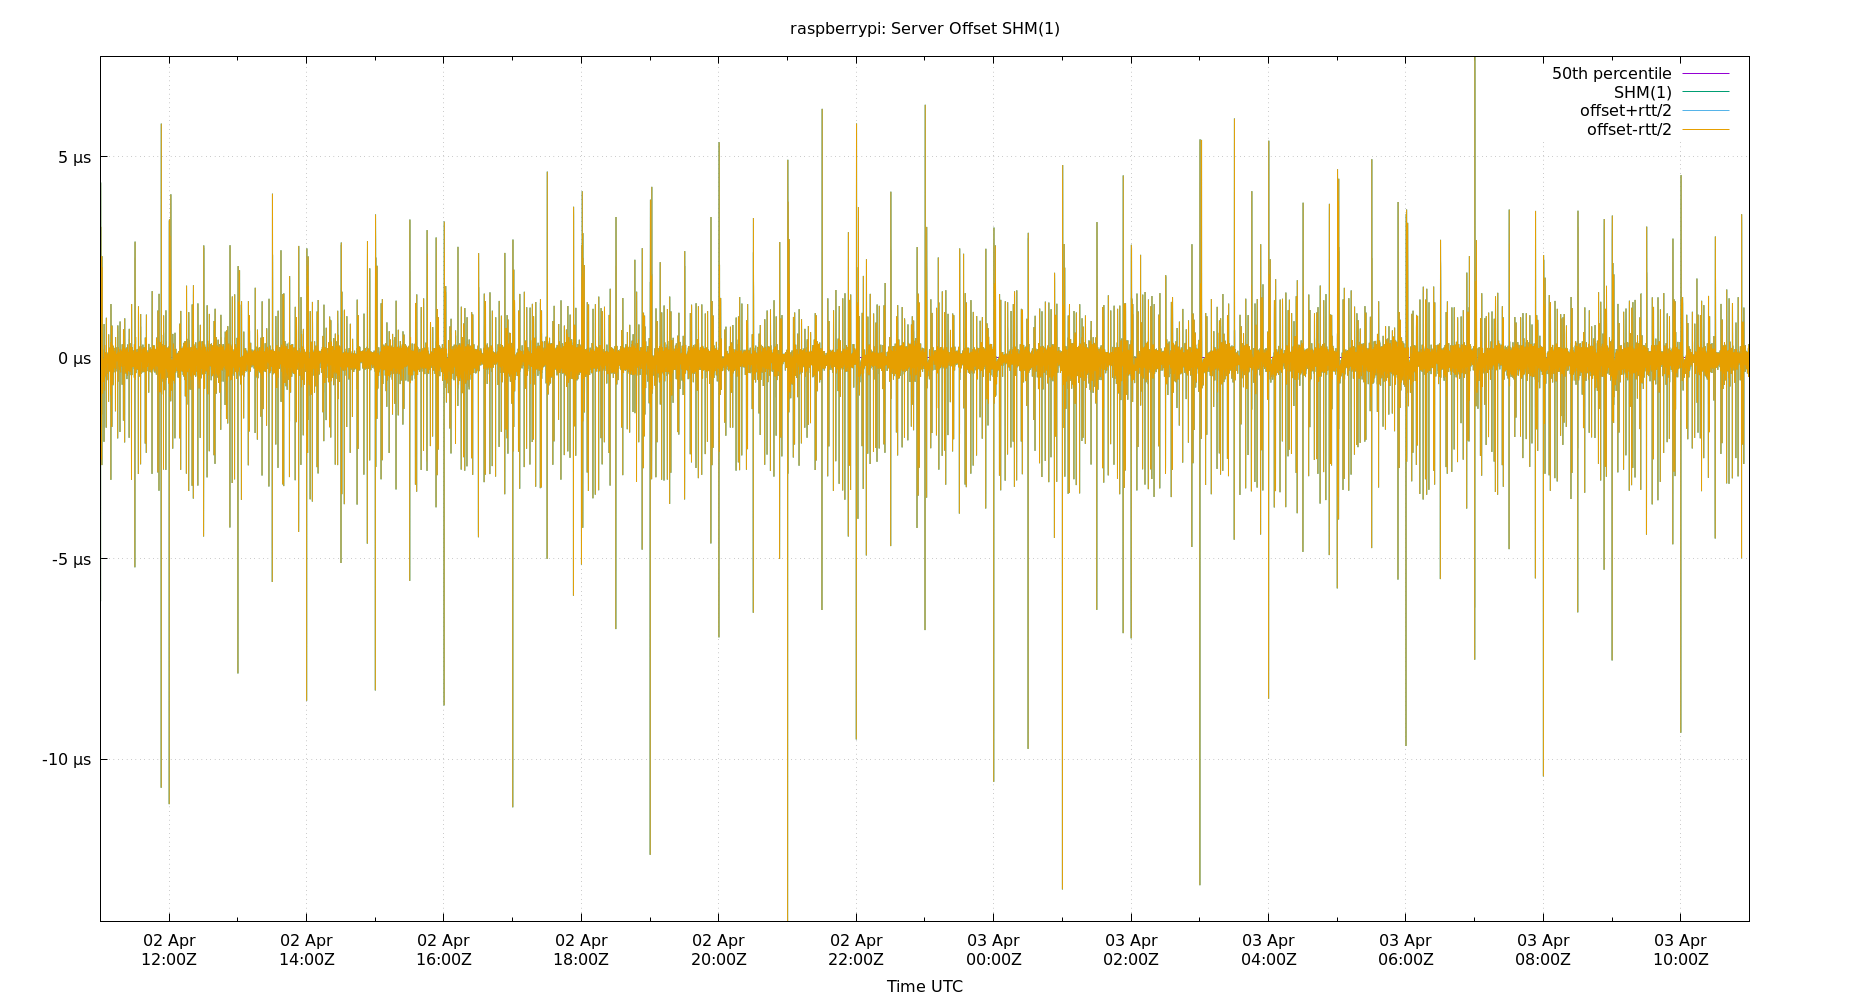 raspberrypi: Server Offset SHM(1)
50th percentile
SHM(1)
offset+rtt/2
offset-rtt/2
5 µs
0 µs
-5 µs
-10 µs
02 Apr 02 Apr 02 Apr 02 Apr 02 Apr 02 Apr 03 Apr 03 Apr 03 Apr 03 Apr 03 Apr 03 Apr
12:00Z 14:00Z 16:00Z 18:00Z 20:00Z 22:00Z 00:00Z 02:00Z 04:00Z 06:00Z 08:00Z 10:00Z
Time UTC